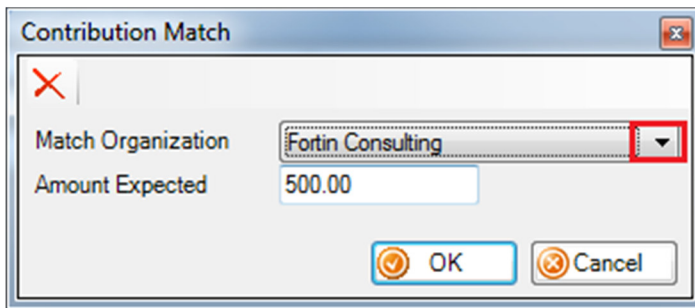 Contribution Match
Match Organization Fortin Consulting
Amount Expected 500.00
OK Cancel